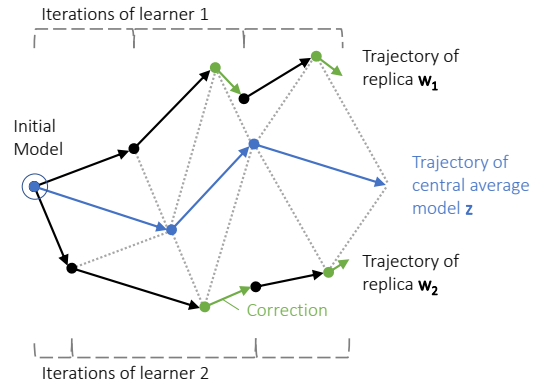 Iterations of learner 1
Trajectory of
replica w1
Initial
Model
Trajectory of
central average
model z
Trajectory of
replica w2
Correction
Iterations of learner 2